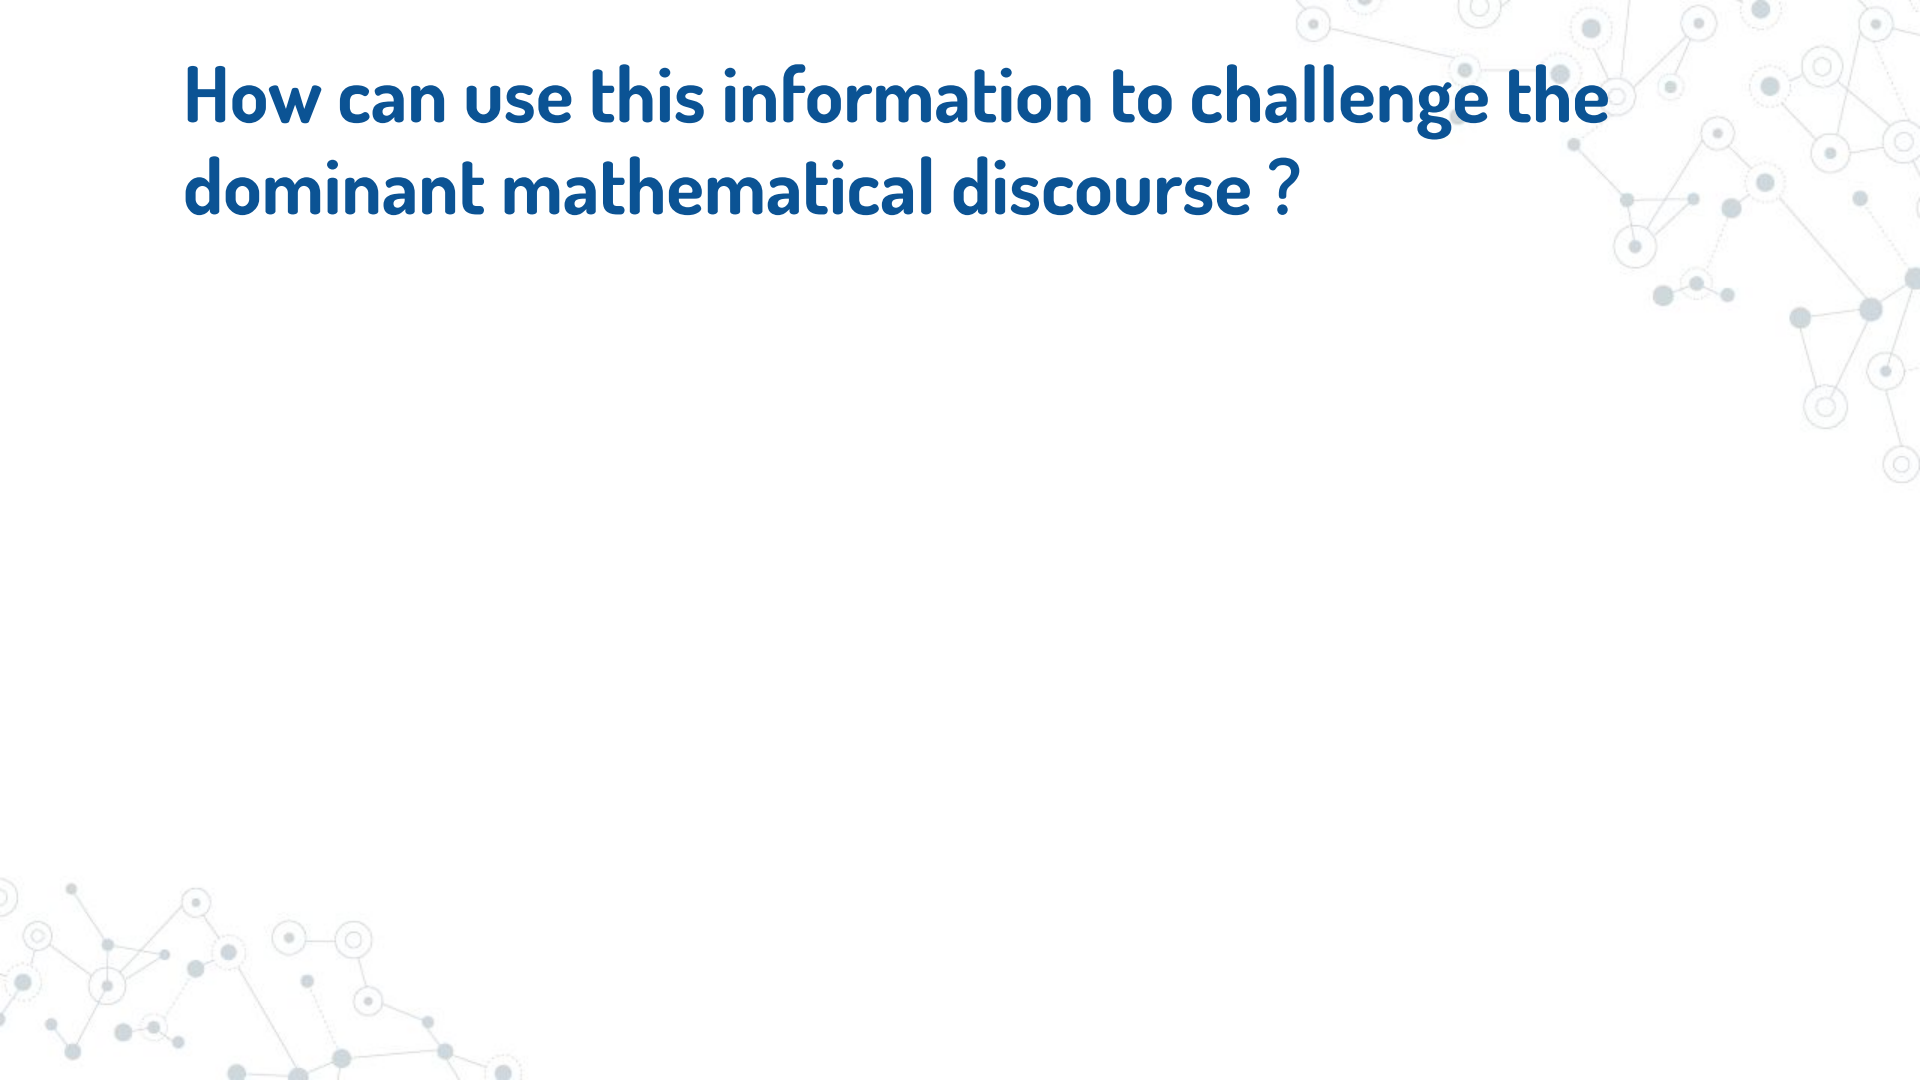 How can use this information to challenge the
dominant mathematical discourse ?